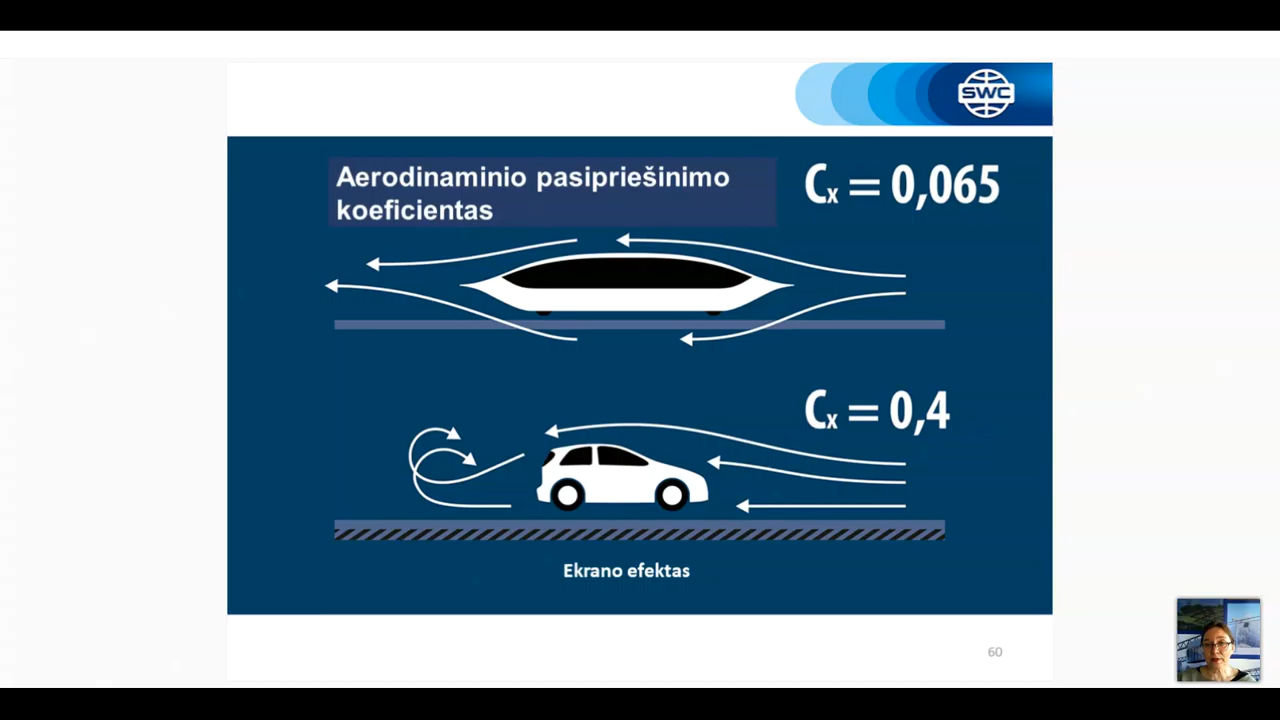 SWC
Aerodinaminio pasipriešinimo
koeficientas
Cx = 0,065
Cx = 0,4
Ekrano efektas
60